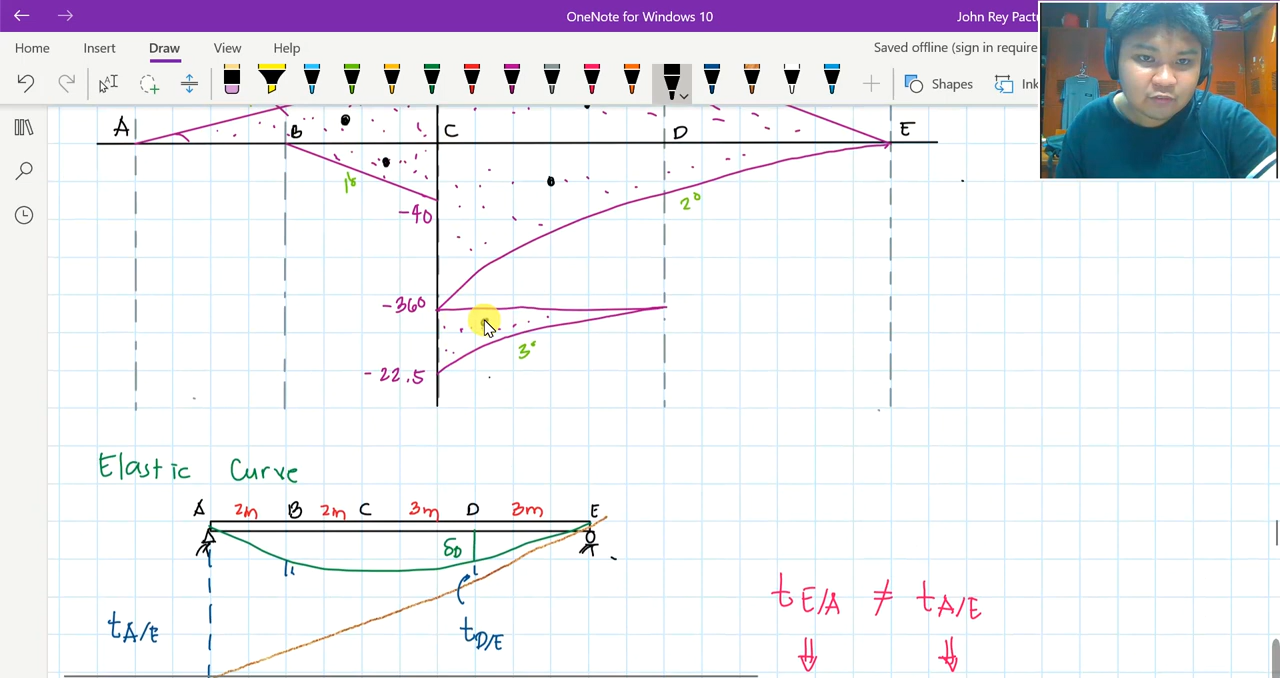 OneNote for Windows 10
John Rey Pact
Home Insert Draw View Help
Saved offline (sign in require
Shapes
Ink
A B C D E
1°
-40
2°
-360
3°
-22.5
Elastic Curve
A 2m B 2m C 3m D 3m E
δD
tA/E
tD/E
tE/A ≠ tA/E